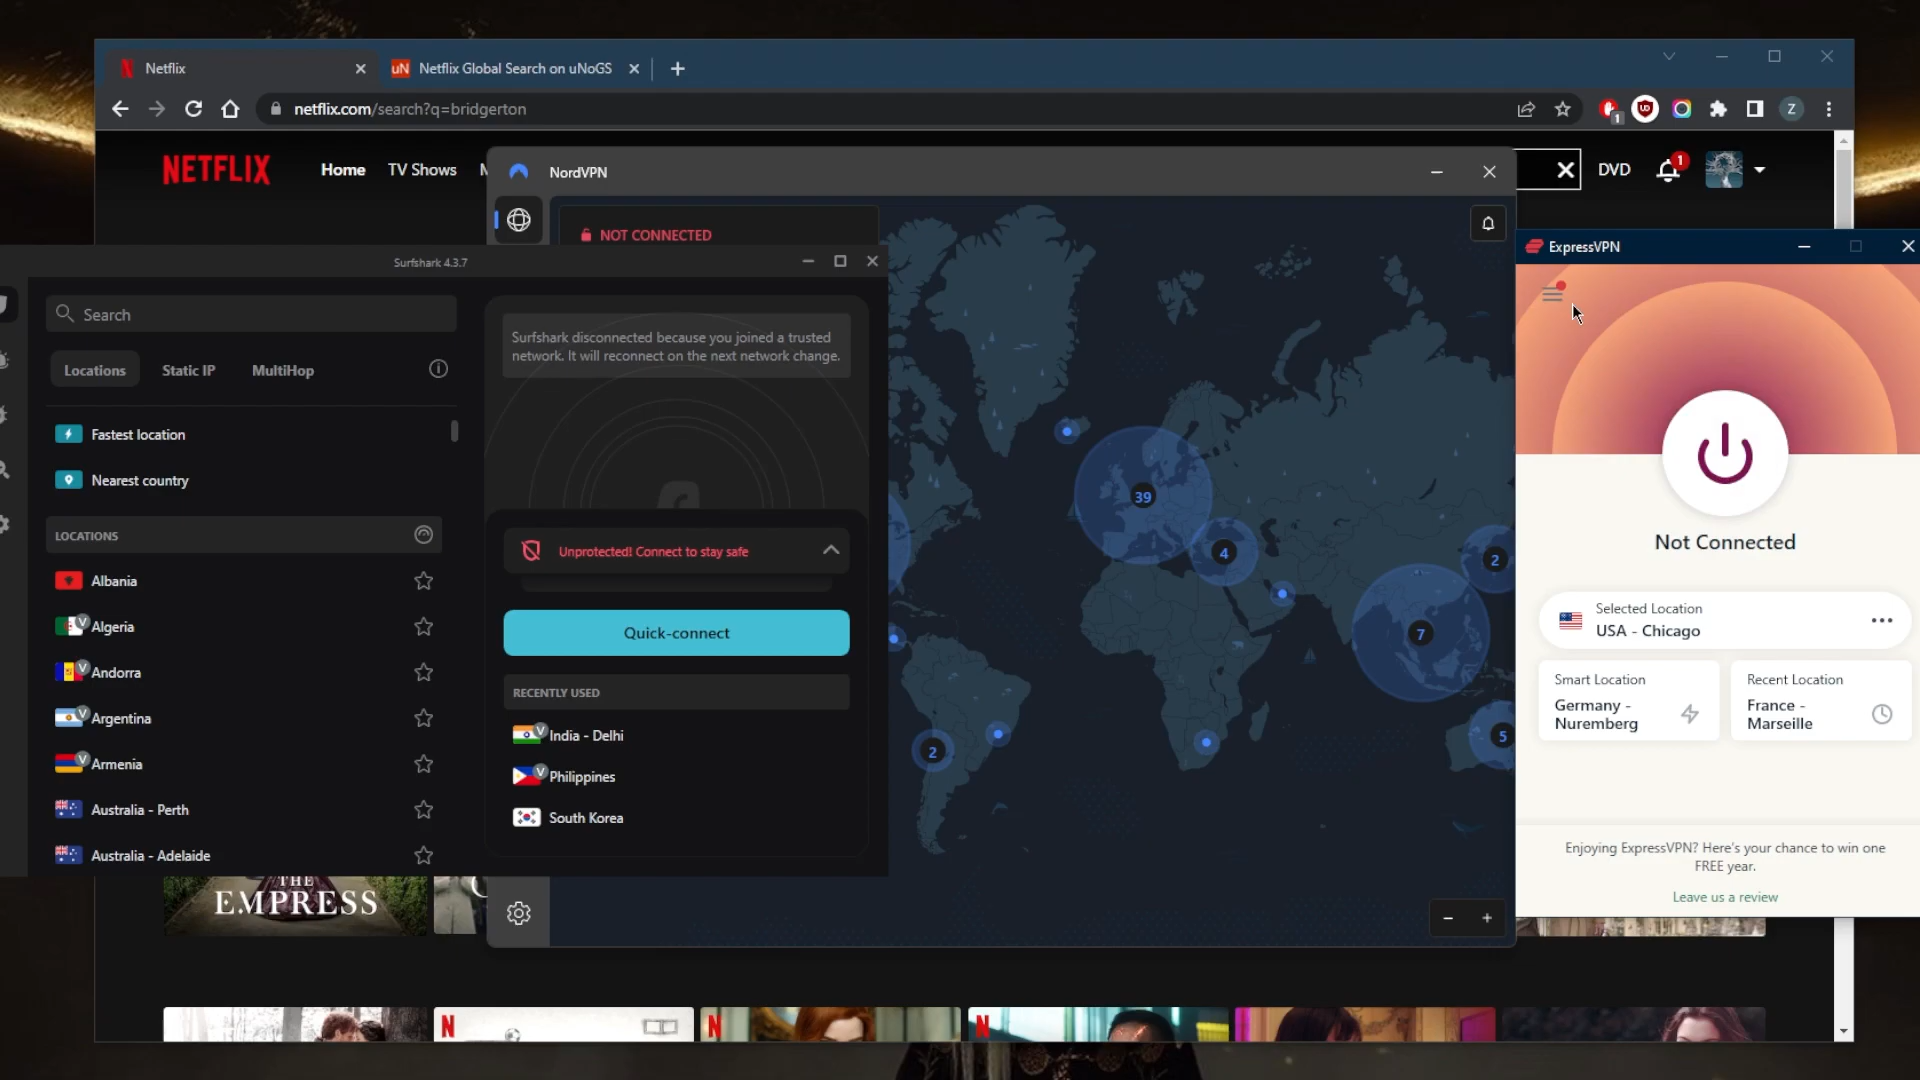 Netflix
uN Netflix Global Search on uNoGS
netflix.com/search?q=bridgerton
1
Z
NETFLIX
Home
TV Shows
DVD
1
NordVPN
NOT CONNECTED
39
4
2
7
2
5
Surfshark 4.3.7
Search
Locations
Static IP
MultiHop
Fastest location
Nearest country
LOCATIONS
Albania
V Algeria
V Andorra
V Argentina
V Armenia
Australia - Perth
Australia - Adelaide
Surfshark disconnected because you joined a trusted
network. It will reconnect on the next network change.
Unprotected! Connect to stay safe
Quick-connect
RECENTLY USED
V India - Delhi
V Philippines
South Korea
ExpressVPN
Not Connected
Selected Location
USA - Chicago
Smart Location
Germany -
Nuremberg
Recent Location
France -
Marseille
Enjoying ExpressVPN? Here's your chance to win one
FREE year.
Leave us a review
THE
EMPRESS
N
N
N